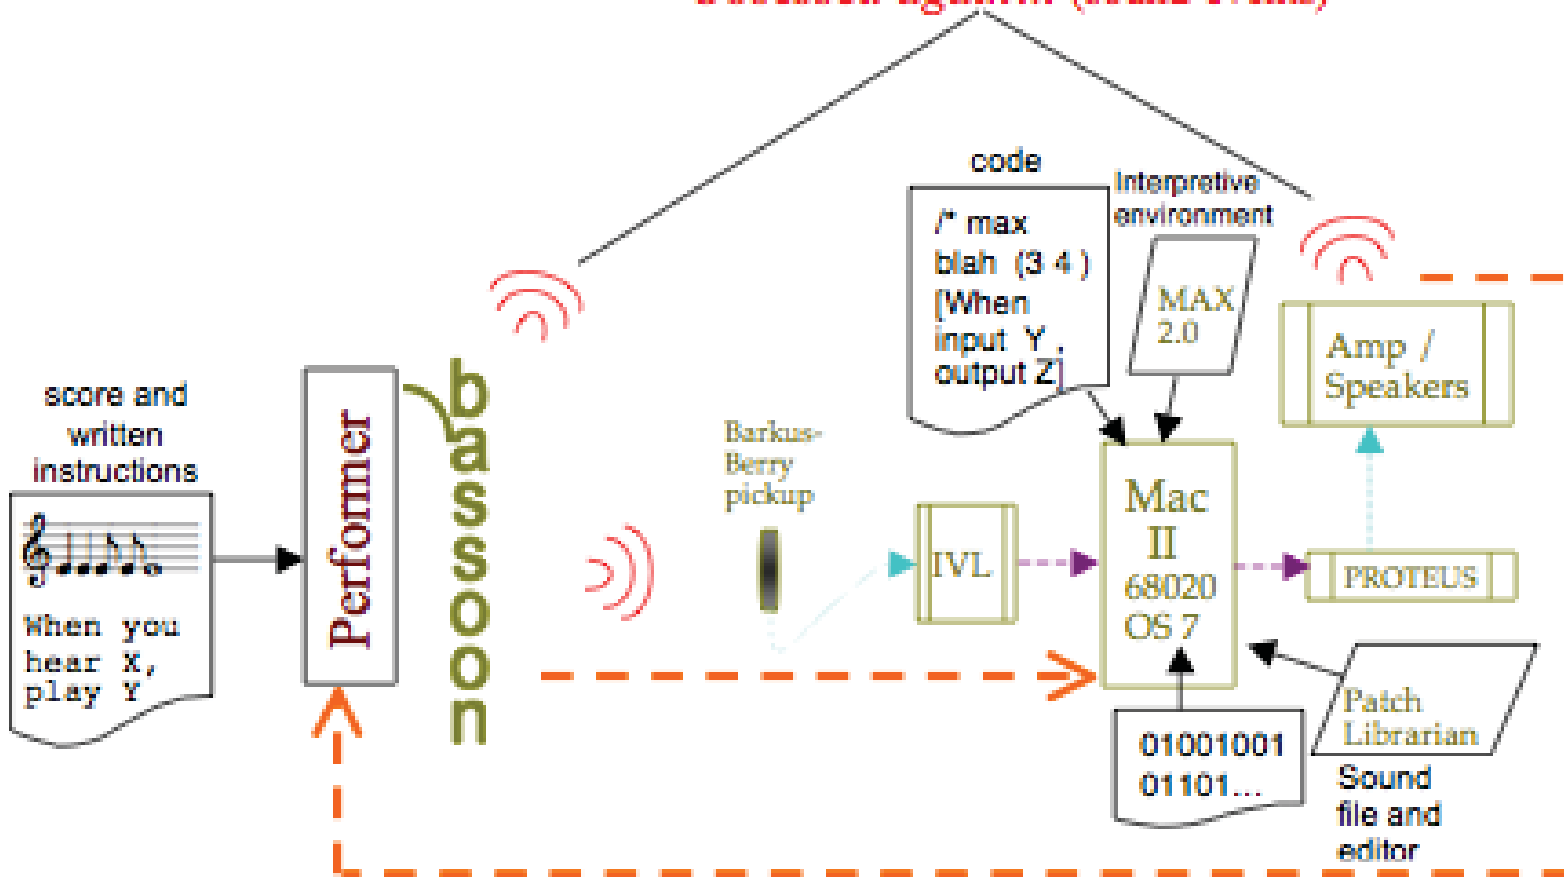 (sound events)
code
/* max
blah (3 4 )
[When
input Y ,
output Z]
Interpretive
environment
MAX
2.0
Amp /
Speakers
score and
written
instructions
When you
hear X,
play Y
Performer
bassoon
Barkus-
Berry
pickup
IVL
Mac
II
68020
OS 7
PROTEUS
01001001
01101...
Patch
Librarian
Sound
file and
editor